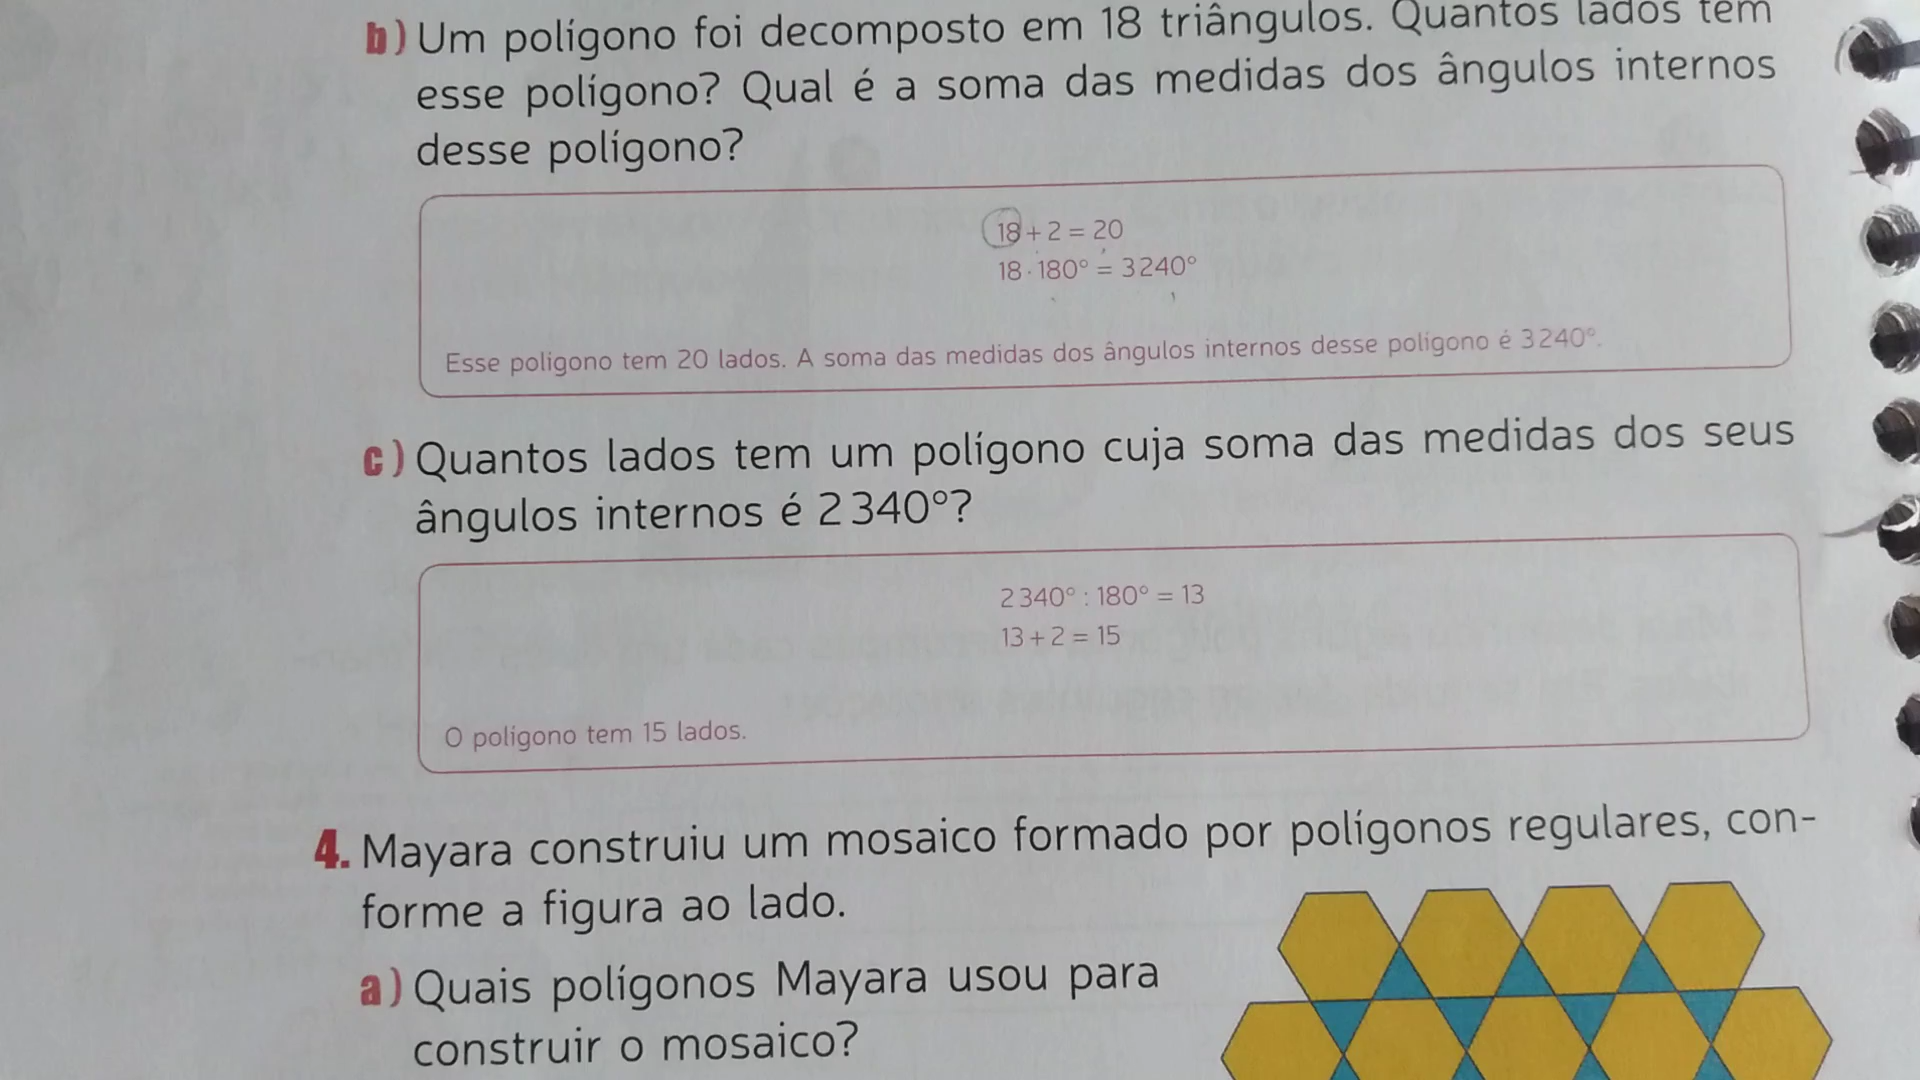 b) Um polígono foi decomposto em 18 triângulos. Quantos lados tem
esse polígono? Qual é a soma das medidas dos ângulos internos
desse polígono?
18 + 2 = 20
18 · 180° = 3 240°
Esse polígono tem 20 lados. A soma das medidas dos ângulos internos desse polígono é 3 240°.
c) Quantos lados tem um polígono cuja soma das medidas dos seus
ângulos internos é 2 340°?
2 340° : 180° = 13
13 + 2 = 15
O polígono tem 15 lados.
4. Mayara construiu um mosaico formado por polígonos regulares, con-
forme a figura ao lado.
a) Quais polígonos Mayara usou para
construir o mosaico?